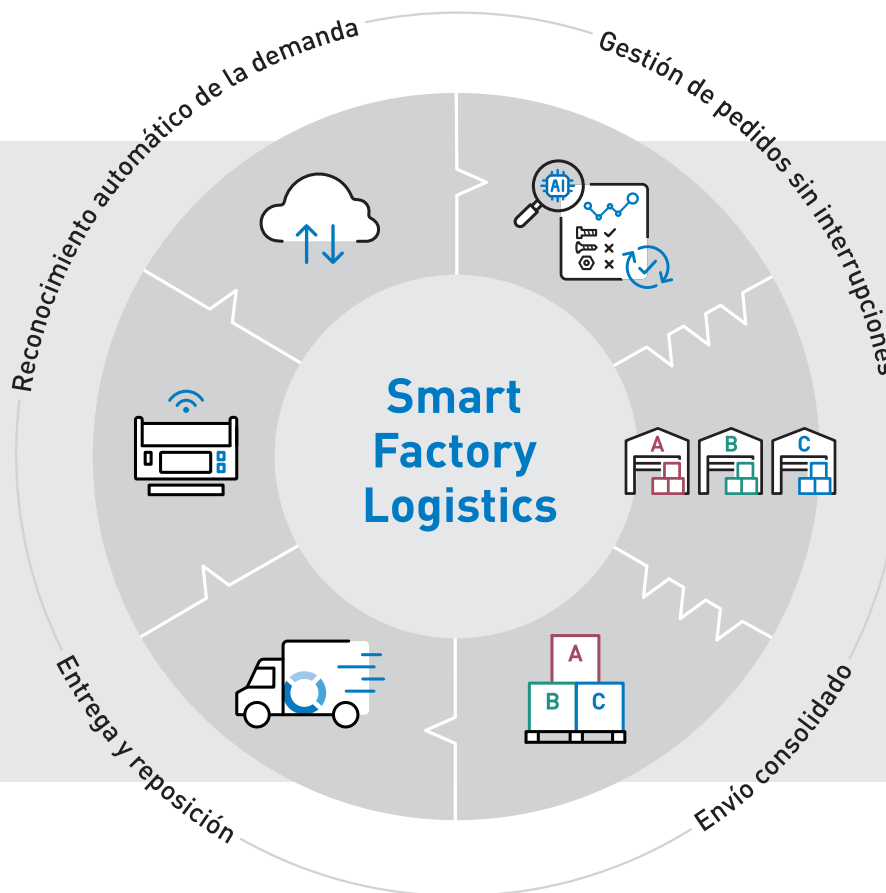 Reconocimiento automático de la demanda
Gestión de pedidos sin interrupciones
AI
Smart
Factory
Logistics
A
B
C
A
B
C
Entrega y reposición
Envío consolidado